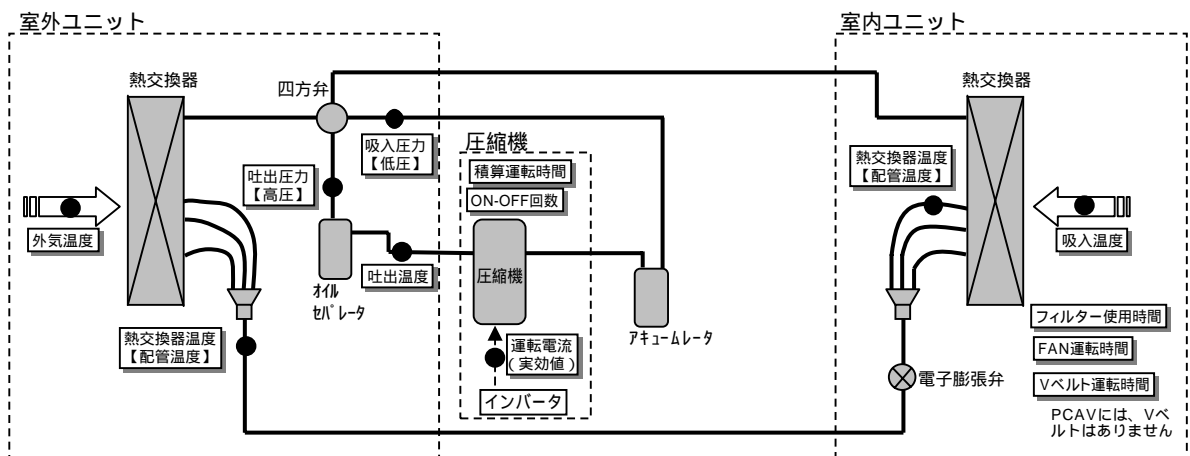 室外ユニット
室内ユニット
熱交換器
四方弁
吸入圧力
【低圧】
吐出圧力
【高圧】
圧縮機
積算運転時間
ON-OFF回数
熱交換器
熱交換器温度
【配管温度】
外気温度
吸入温度
吐出温度
圧縮機
オイル
セパレータ
アキュームレータ
熱交換器温度
【配管温度】
運転電流
(実効値)
インバータ
電子膨張弁
フィルター使用時間
FAN運転時間
Vベルト運転時間
PCAVには、Vベ
ルトはありません